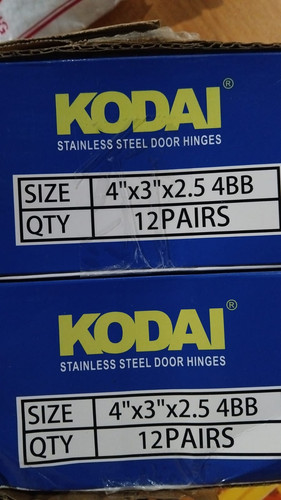 KODAI®
STAINLESS STEEL DOOR HINGES
SIZE 4"x3"x2.5 4BB
QTY 12PAIRS
KODAI®
STAINLESS STEEL DOOR HINGES
SIZE 4"x3"x2.5 4BB
QTY 12PAIRS